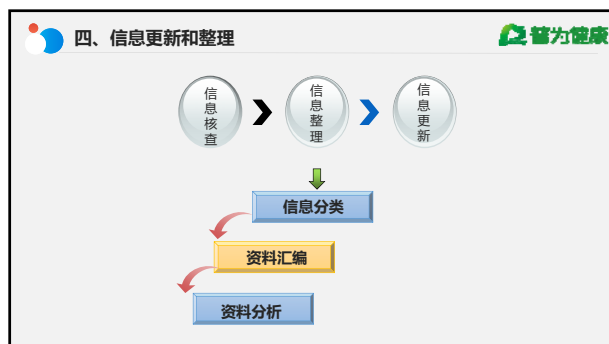 四、信息更新和整理
普为健康
信息核查
信息整理
信息更新
信息分类
资料汇编
资料分析